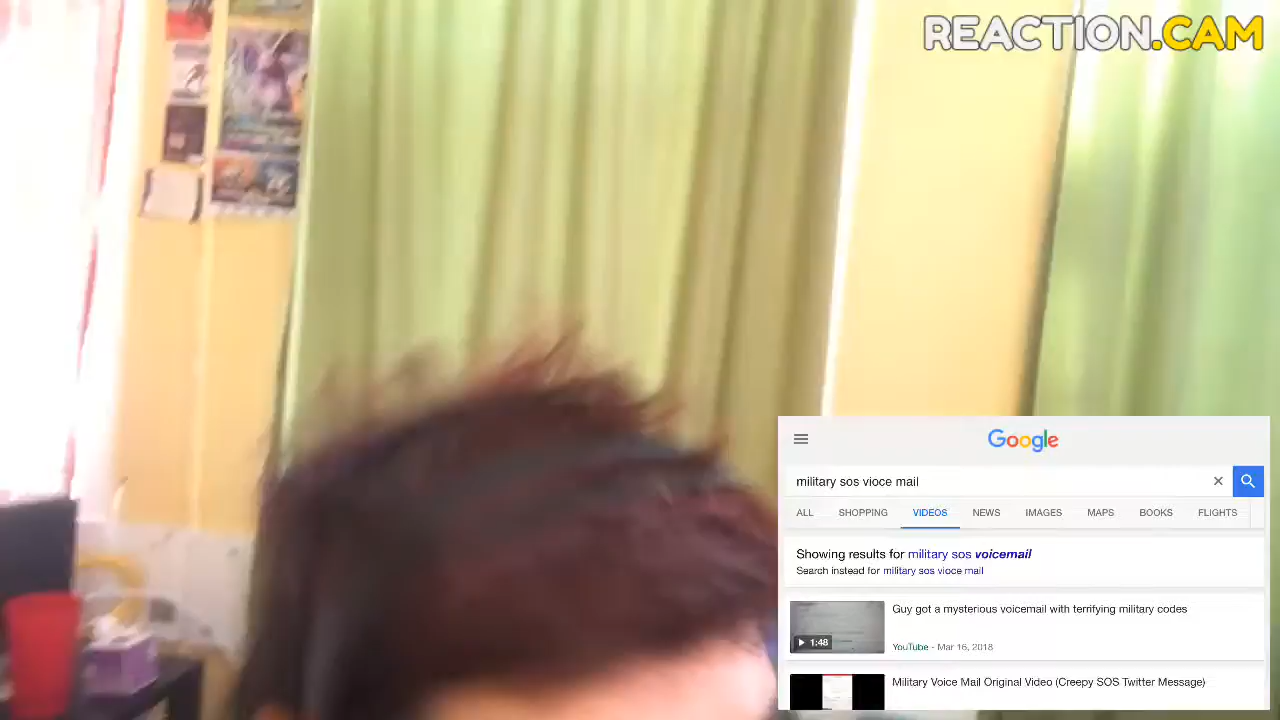 REACTION.CAM
Google
military sos vioce mail
ALL SHOPPING VIDEOS NEWS IMAGES MAPS BOOKS FLIGHTS
Showing results for military sos voicemail
Search instead for military sos vioce mail
Guy got a mysterious voicemail with terrifying military codes
1:48
YouTube - Mar 16, 2018
Military Voice Mail Original Video (Creepy SOS Twitter Message)